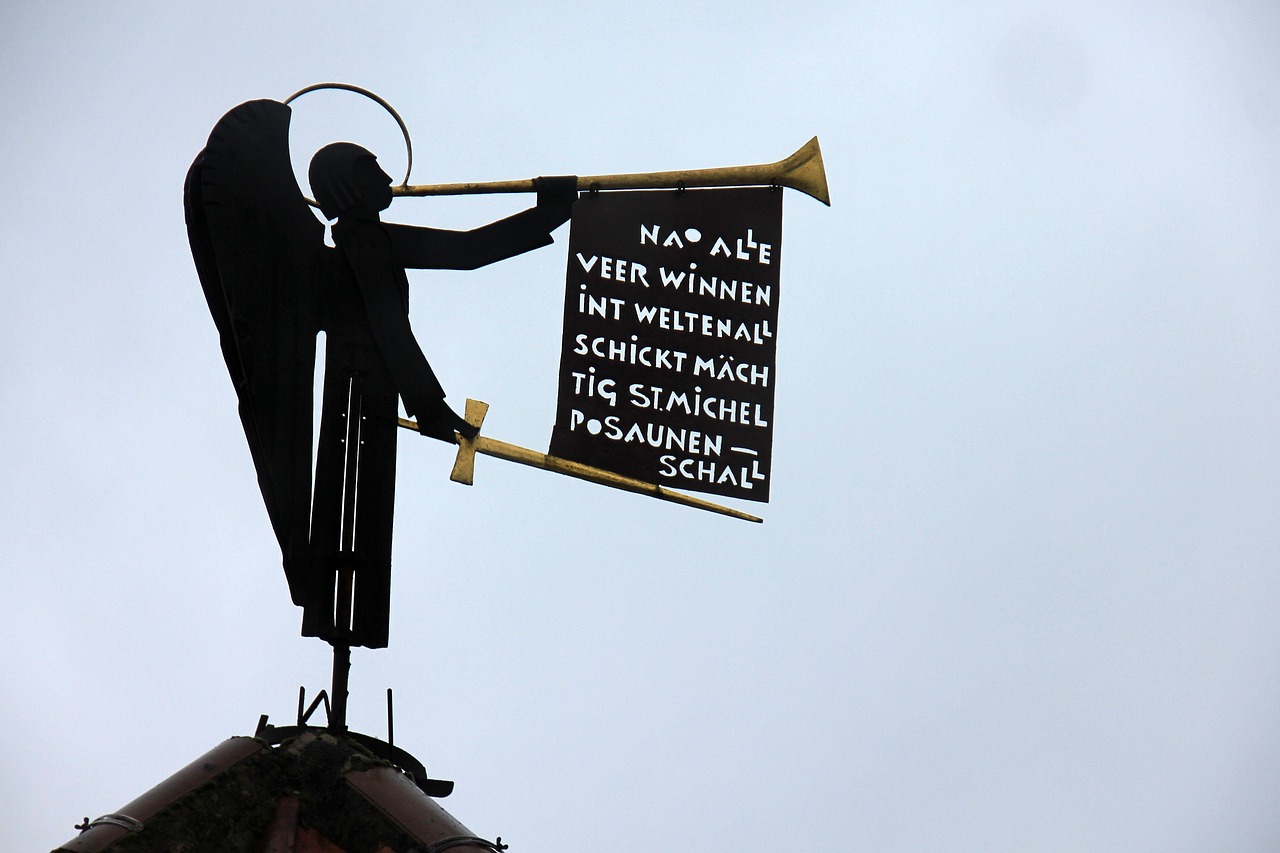 NAO ALLE
VEER WINNEN
INT WELTENALL
SCHICKT MÄCH
TIG ST.MICHEL
POSAUNEN —
SCHALL